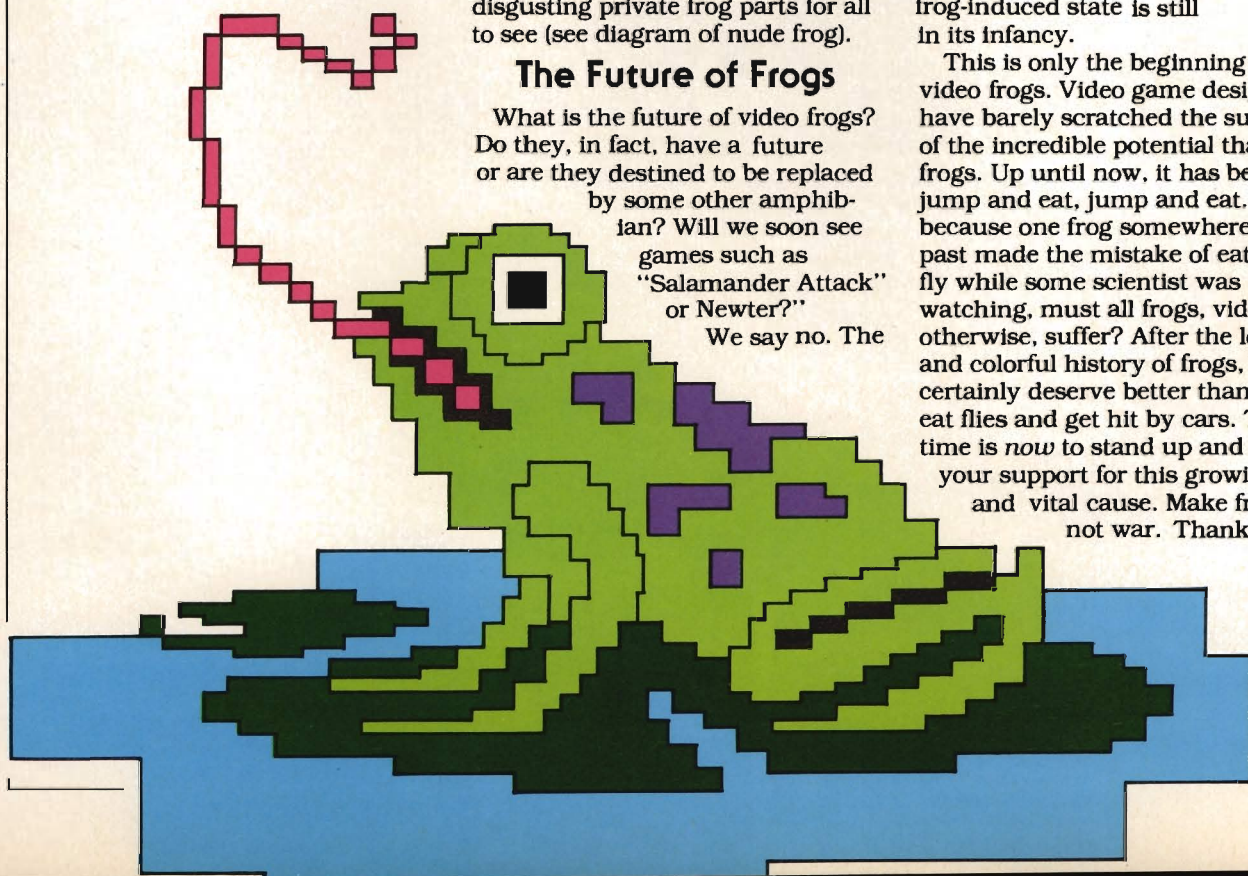 disgusting private frog parts for all
to see (see diagram of nude frog).
The Future of Frogs
What is the future of video frogs?
Do they, in fact, have a future
or are they destined to be replaced
by some other amphib-
ian? Will we soon see
games such as
“Salamander Attack”
or Newter?”
We say no. The
frog-induced state is still
in its infancy.
This is only the beginning
video frogs. Video game desi
have barely scratched the su
of the incredible potential tha
frogs. Up until now, it has be
jump and eat, jump and eat.
because one frog somewhere
past made the mistake of eat
fly while some scientist was
watching, must all frogs, vid
otherwise, suffer? After the l
and colorful history of frogs,
certainly deserve better than
eat flies and get hit by cars.
time is now to stand up and
your support for this growi
and vital cause. Make fr
not war. Thank